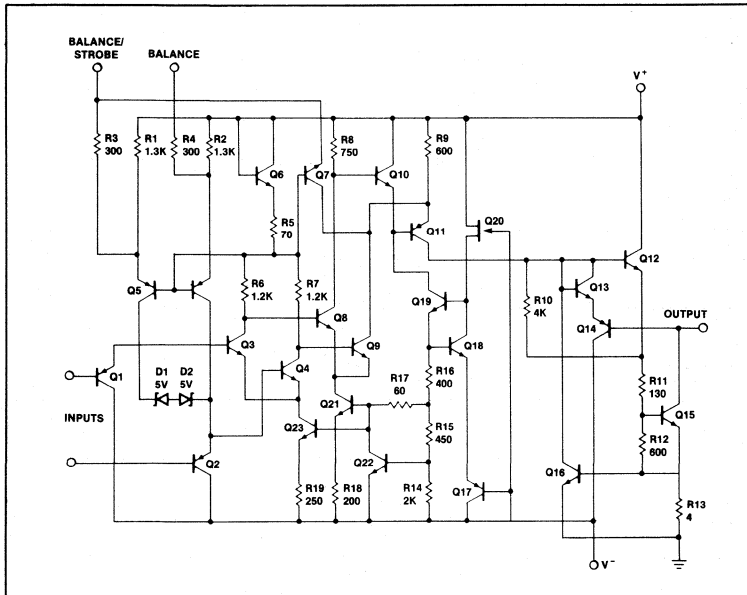 BALANCE/
STROBE
BALANCE
V+
R3
300
R1
1.3K
R4
300
R2
1.3K
Q6
R5
70
Q7
R8
750
Q10
R9
600
Q11
Q20
Q12
Q13
Q14
OUTPUT
Q5
R6
1.2K
R7
1.2K
Q8
Q9
Q19
Q18
R10
4K
Q1
D1
5V
D2
5V
Q3
Q4
R17
60
R16
400
R11
130
Q15
INPUTS
Q21
Q23
Q22
R15
450
R12
600
Q16
Q2
R19
250
R18
200
R14
2K
Q17
R13
4
V-